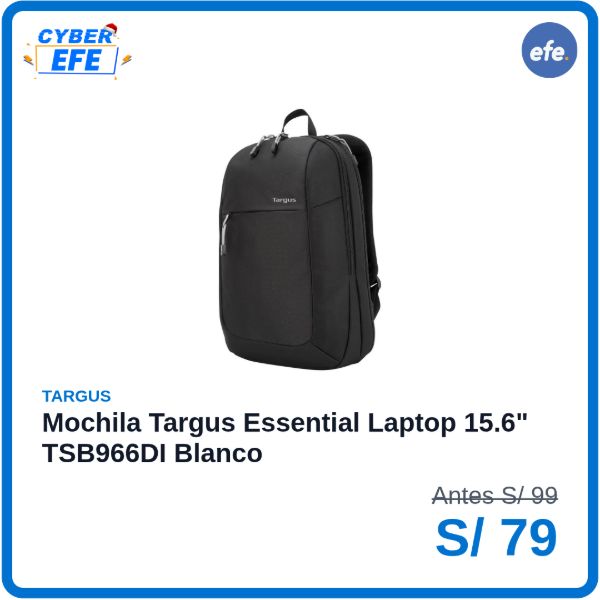 CYBER
EFE
efe.
Targus
TARGUS
Mochila Targus Essential Laptop 15.6"
TSB966DI Blanco
Antes S/ 99
S/ 79